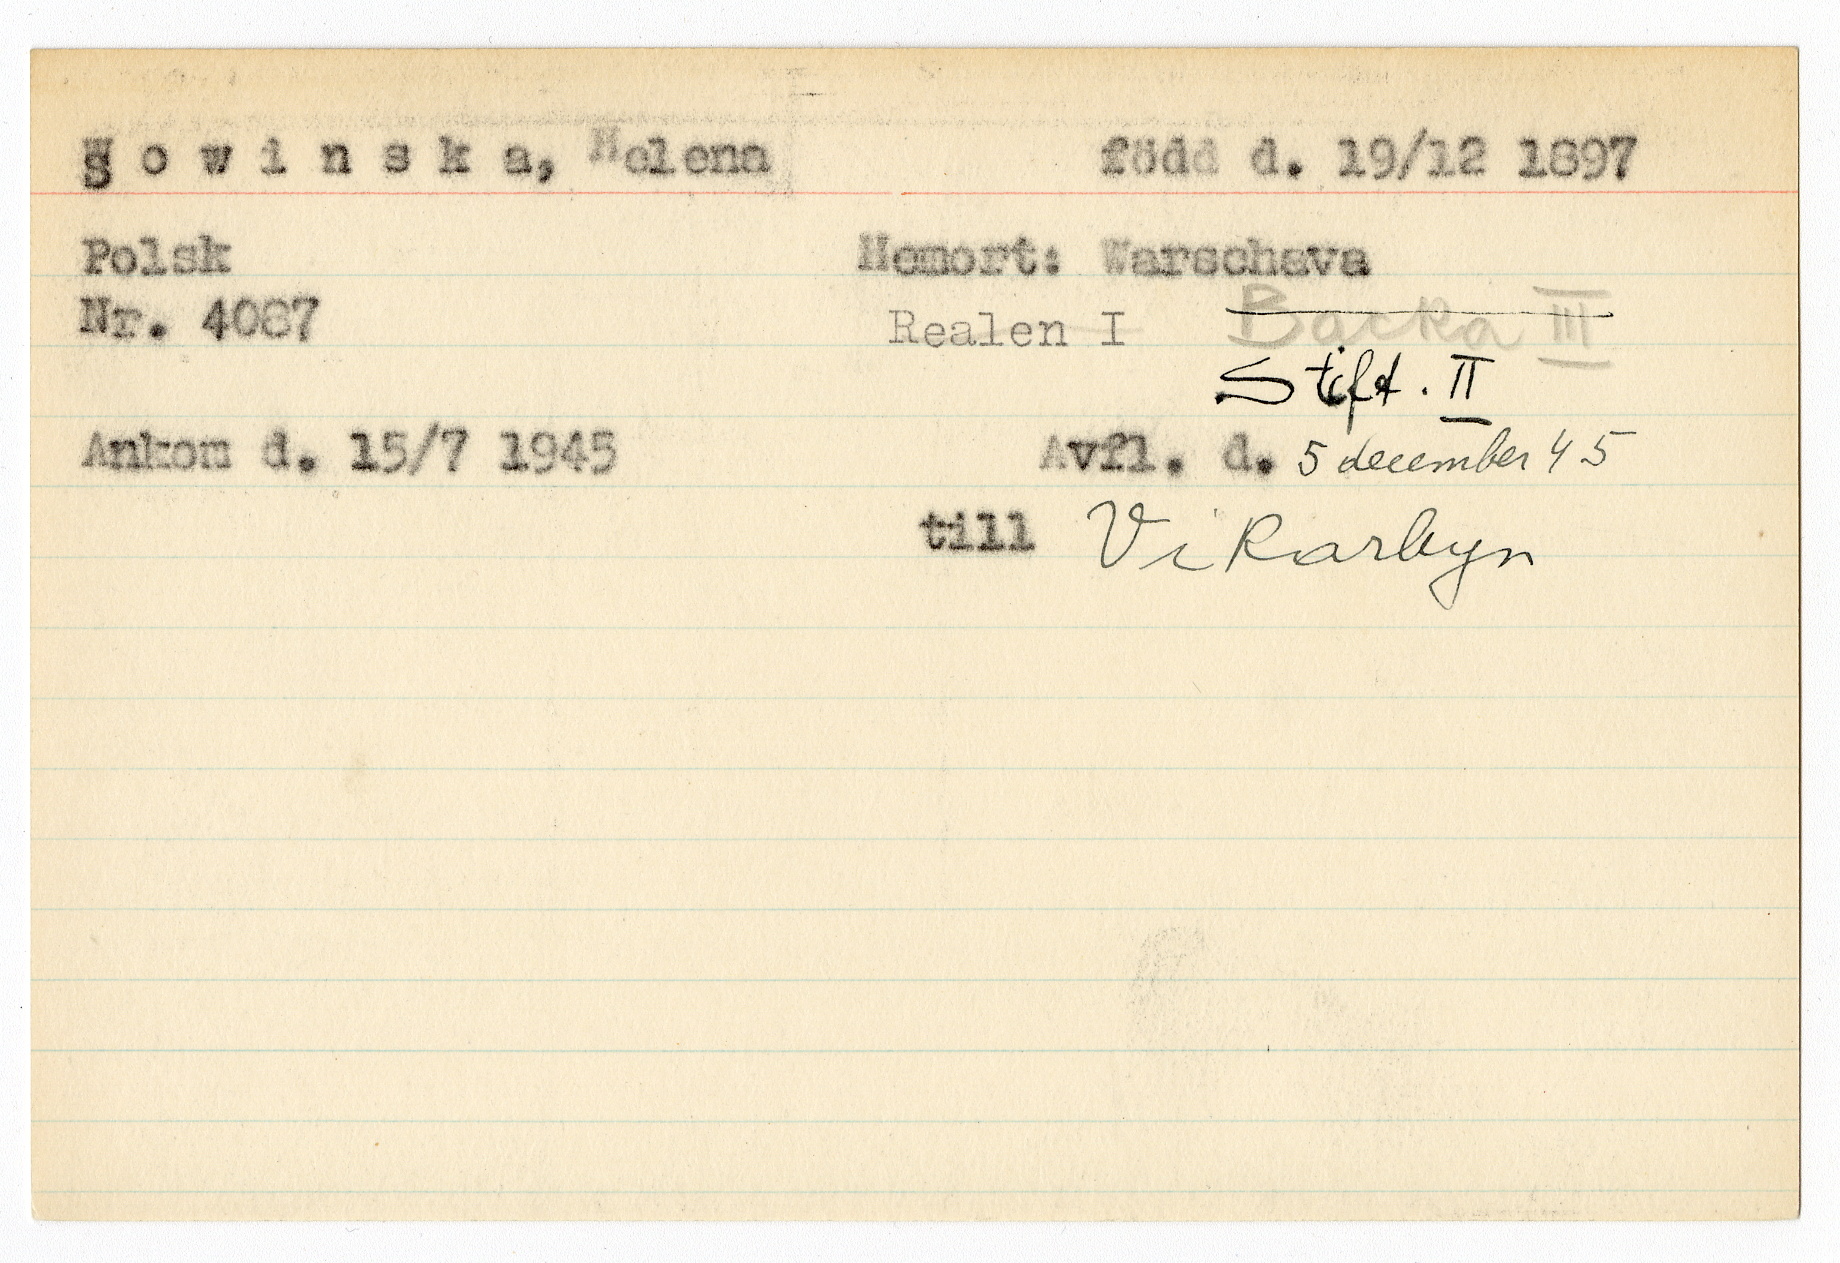 g o w i n s k a, Helena född d. 19/12 1897
Polsk Hemort: Warschava
Nr. 4087 Realen I Backa III
Stift. II
Ankom d. 15/7 1945 Avfl. d. 5 december 45
till Vikarbyn